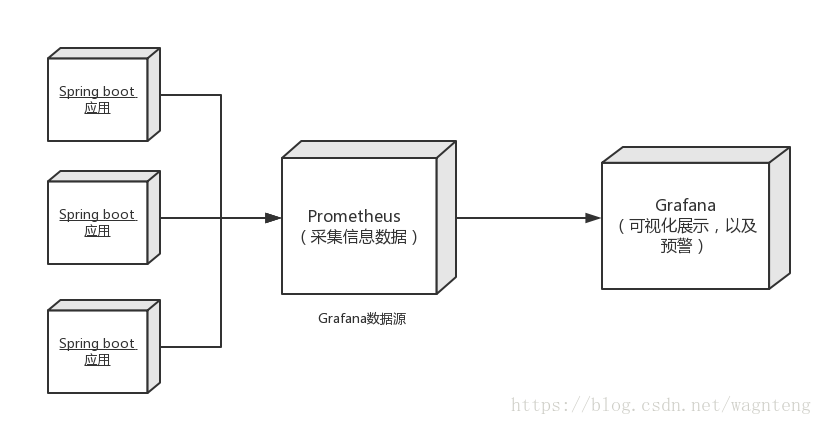 Spring boot
应用
Spring boot
应用
Spring boot
应用
Prometheus
（采集信息数据）
Grafana数据源
Grafana
（可视化展示，以及
预警）
https://blog.csdn.net/wagnteng